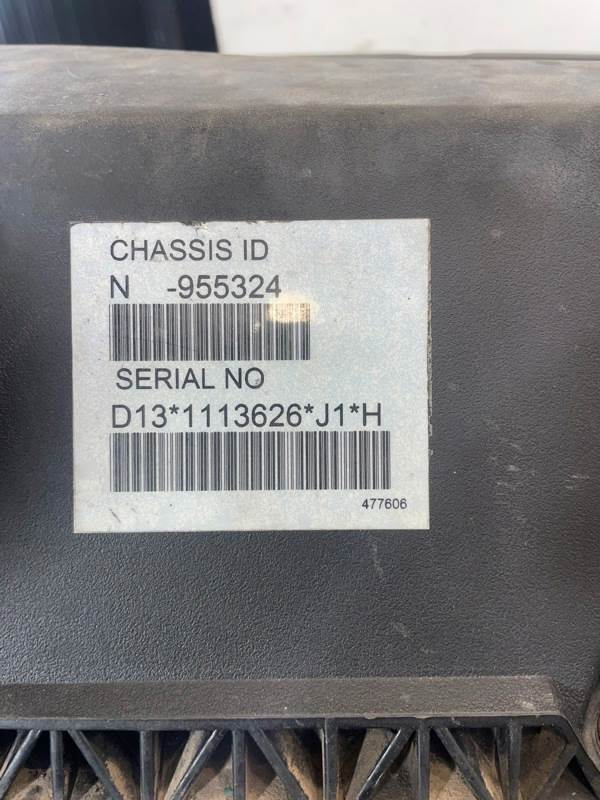 CHASSIS ID
N -955324
SERIAL NO
D13*1113626*J1*H
477606